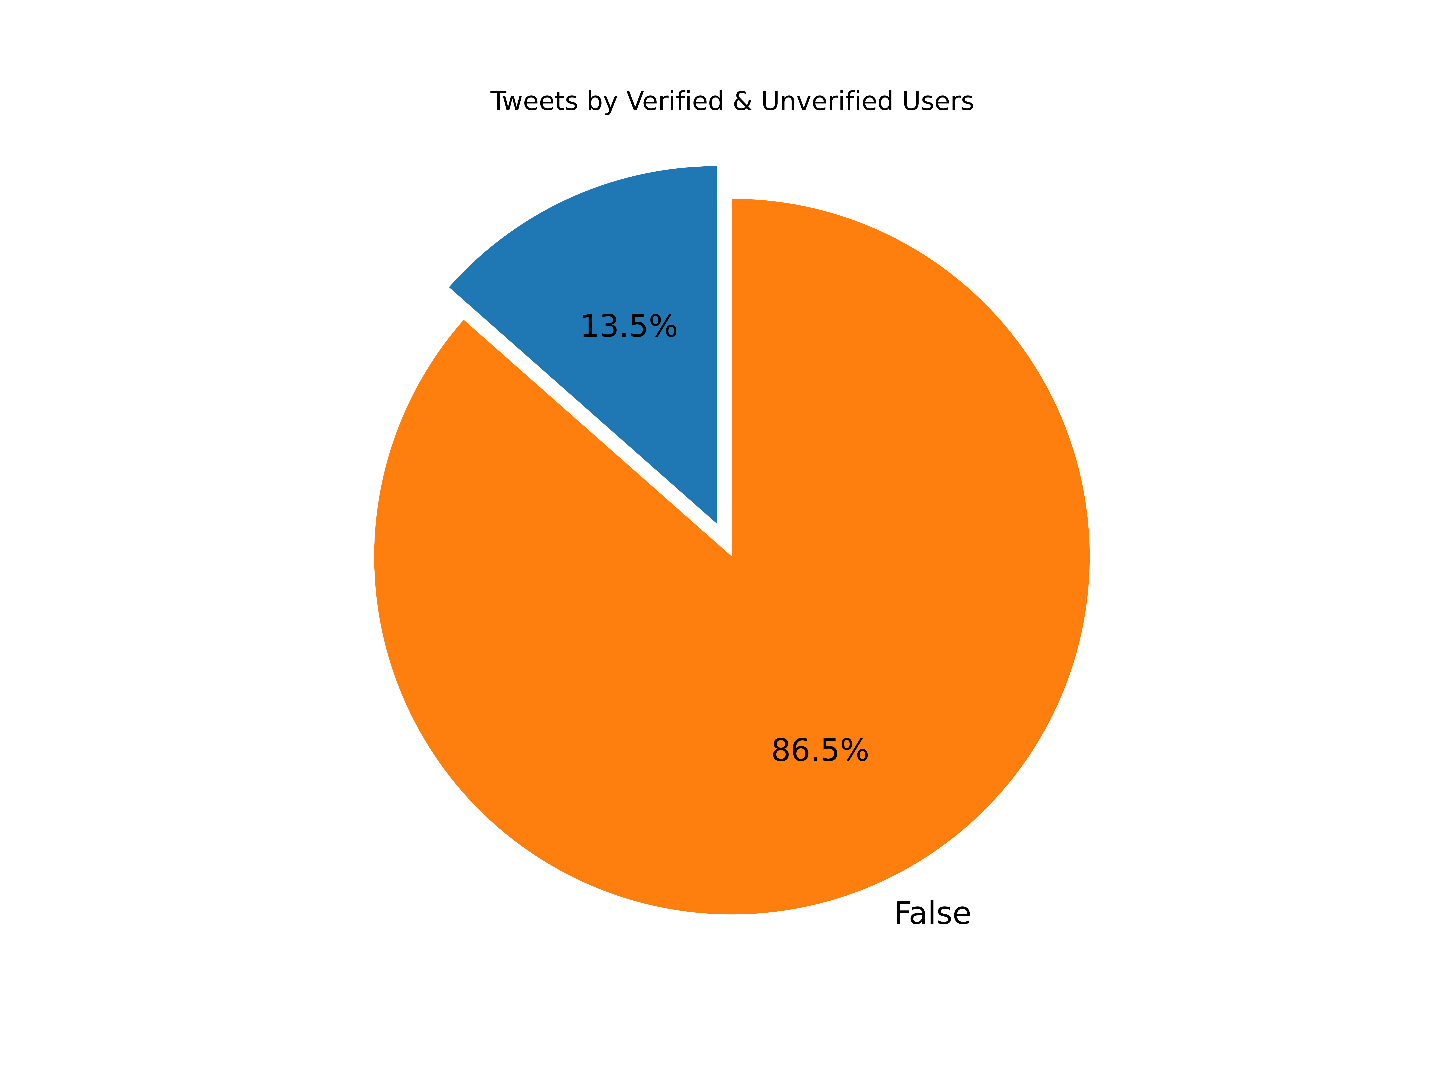 Tweets by Verified & Unverified Users
13.5%
86.5%
False